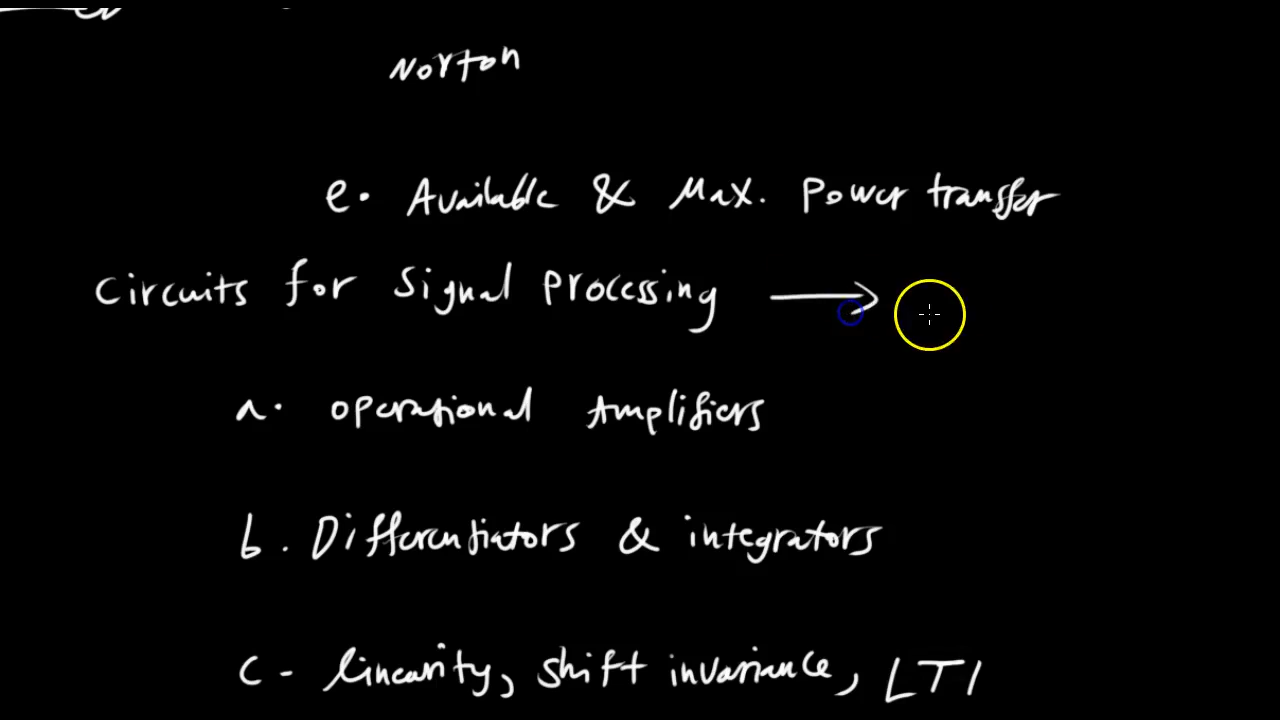 Norton
e. Available & Max. Power transfer
Circuits for signal processing →
a. Operational Amplifiers
b. Differentiators & integrators
c - linearity, shift invariance, LTI